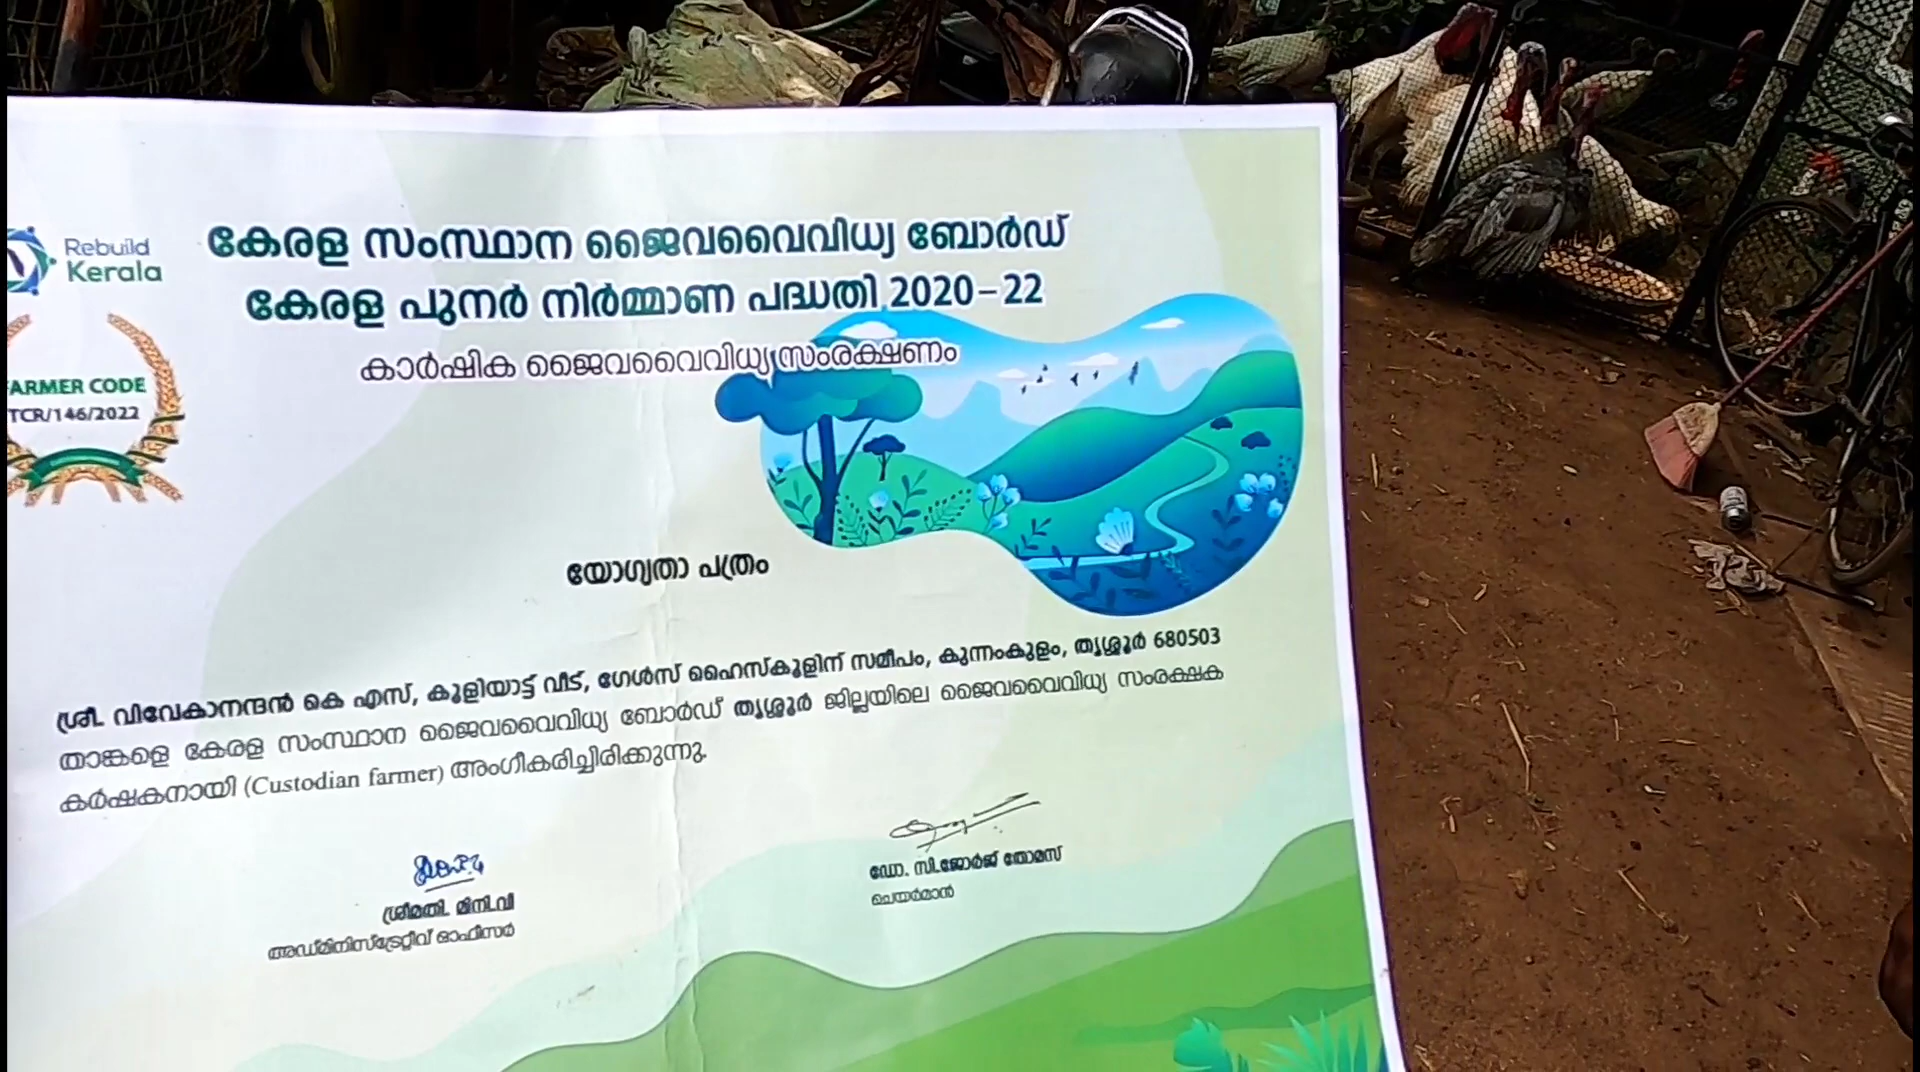 Rebuild
Kerala
കേരള സംസ്ഥാന ജൈവവൈവിധ്യ ബോർഡ്
കേരള പുനർ നിർമ്മാണ പദ്ധതി 2020-22
കാർഷിക ജൈവവൈവിധ്യ സംരക്ഷണം
ARMER CODE
TCR/146/2022
യോഗ്യതാ പത്രം
ശ്രീ. വിവേകാനന്ദൻ കെ എസ്, കൂളിയാട്ട് വീട്, ഗേൾസ് ഹൈസ്കൂളിന് സമീപം, കുന്നംകുളം, തൃശ്ശൂർ 680503
താങ്കളെ കേരള സംസ്ഥാന ജൈവവൈവിധ്യ ബോർഡ് തൃശ്ശൂർ ജില്ലയിലെ ജൈവവൈവിധ്യ സംരക്ഷക
കർഷകനായി (Custodian farmer) അംഗീകരിച്ചിരിക്കുന്നു.
ശ്രീമതി. മിനി.വി
അഡ്മിനിസ്ട്രേറ്റീവ് ഓഫീസർ
ഡോ. സി.ജോർജ് തോമസ്
ചെയർമാൻ